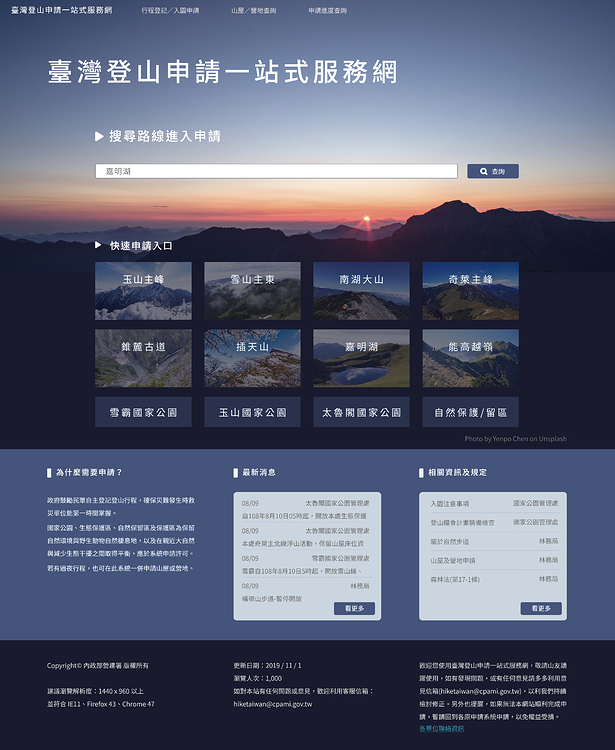 臺灣登山申請一站式服務網
行程登記／入園申請
山屋／營地查詢
申請進度查詢
臺灣登山申請一站式服務網
搜尋路線進入申請
嘉明湖
查詢
快速申請入口
玉山主峰
雪山主東
南湖大山
奇萊主峰
錐麓古道
插天山
嘉明湖
能高越嶺
雪霸國家公園
玉山國家公園
太魯閣國家公園
自然保護/留區
Photo by Yenpo Chen on Unsplash
為什麼需要申請？
政府鼓勵民眾自主登記登山行程，確保災難發生時救
災單位能第一時間掌握。
國家公園、生態保護區、自然保留區及保護區為保留
自然環境與野生動物自然棲息地，以及在親近大自然
與減少生態干擾之間取得平衡，應於系統申請許可。
若有過夜行程，也可在此系統一併申請山屋或營地。
最新消息
08/09 太魯閣國家公園管理處
自108年8月10日05時起，開放本處生態保護
08/09 太魯閣國家公園管理處
本處奇萊主北線淨山活動，保留山屋床位資
08/09 雪霸國家公園管理處
雪霸自108年8月10日5時起，開放雪山線、
08/09 林務局
橫嶺山步道-暫停開放
看更多
相關資訊及規定
入園注意事項 國家公園管理處
登山糧食計畫裝備檢查 國家公園管理處
關於自然步道 林務局
山屋及營地申請 林務局
森林法(第17-1條) 林務局
看更多
Copyright© 內政部營建署 版權所有
建議瀏覽解析度：1440 x 960 以上
並符合 IE11、Firefox 43、Chrome 47
更新日期：2019 / 11 / 1
瀏覽人次：1,000
如對本站有任何問題或意見，歡迎利用客服信箱：
hiketaiwan@cpami.gov.tw
歡迎您使用臺灣登山申請一站式服務網，敬請山友踴
躍使用，如有發現問題，或有任何意見請多多利用意
見信箱(hiketaiwan@cpami.gov.tw)，以利我們持續
檢討修正。另外也提醒，如果無法本網站順利完成申
請，暫請回到各原申請系統申請，以免權益受損。
各單位聯絡資訊